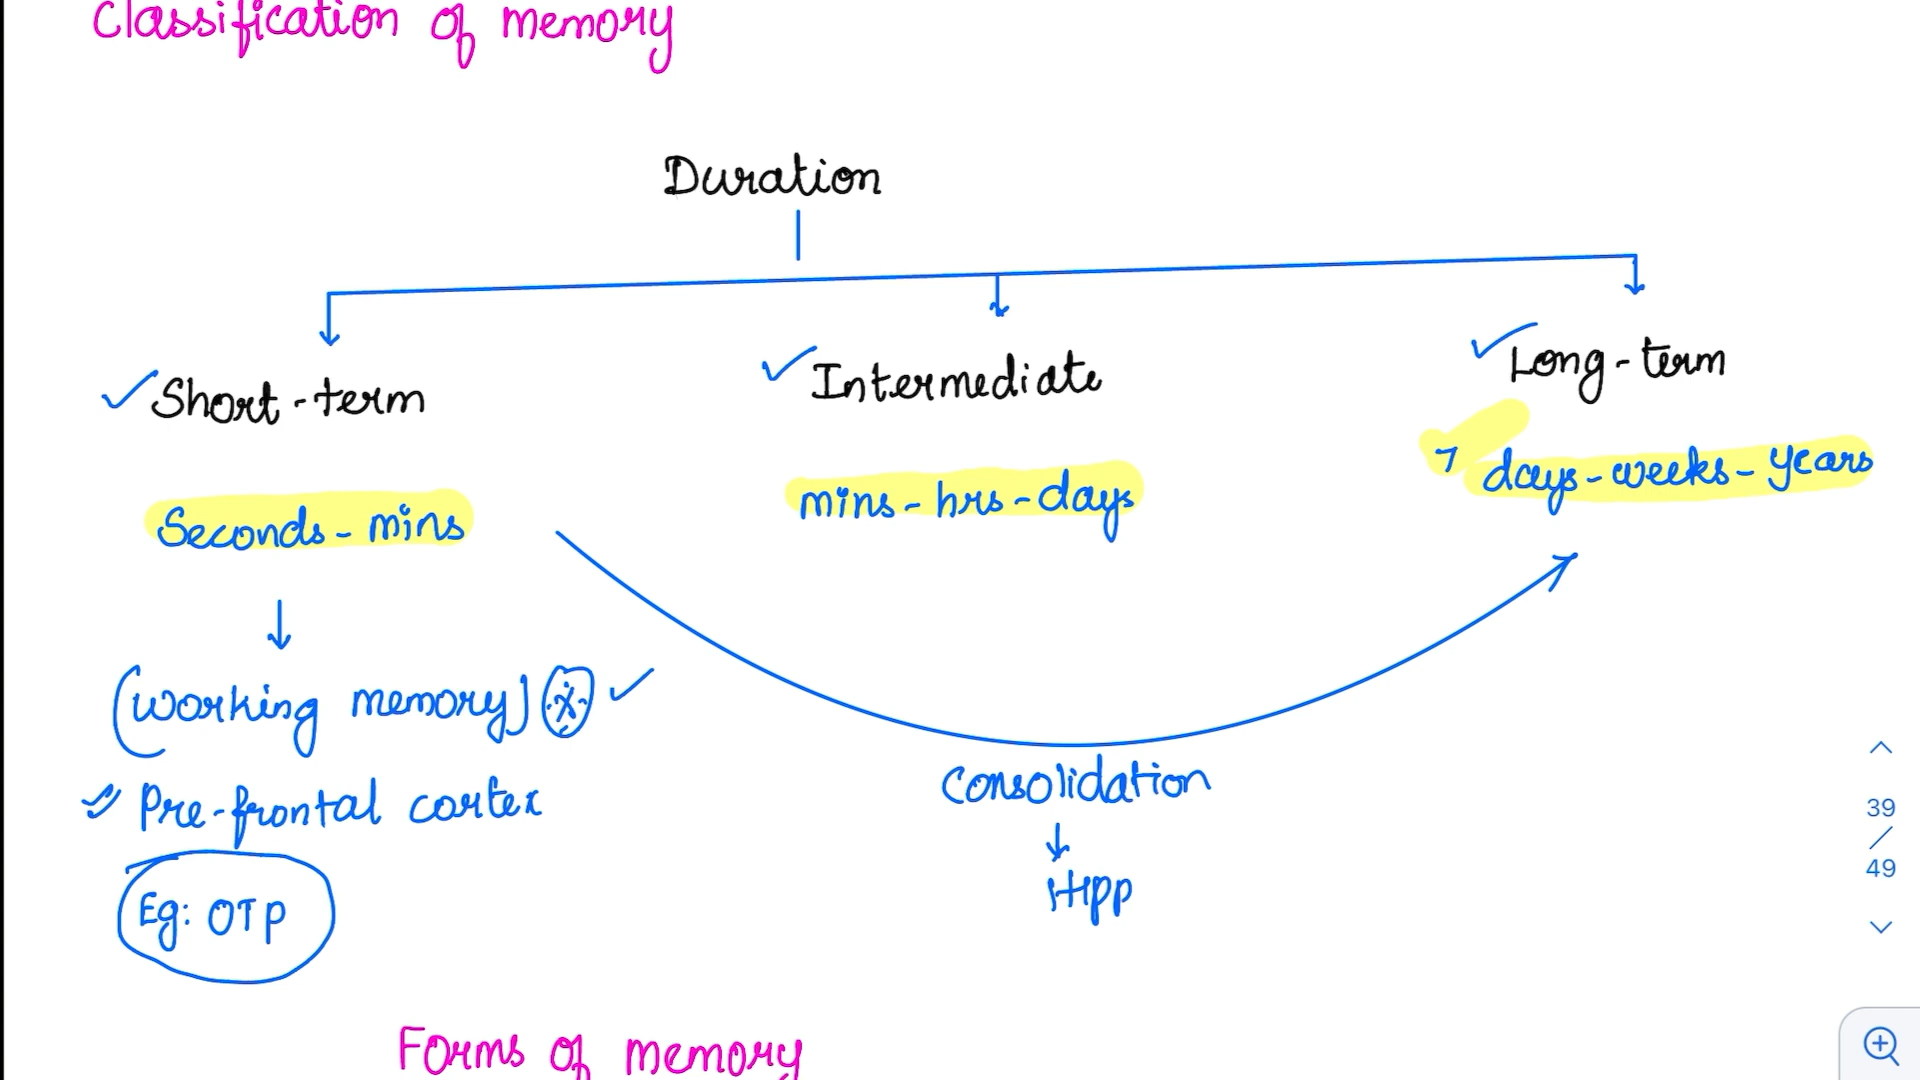 Classification of memory
Duration
Short-term
Intermediate
Long-term
Seconds - mins
mins - hrs - days
> days - weeks - years
(working memory)
Pre-frontal cortex
Eg: OTP
Consolidation
Hpp
39
/
49
Forms of memory